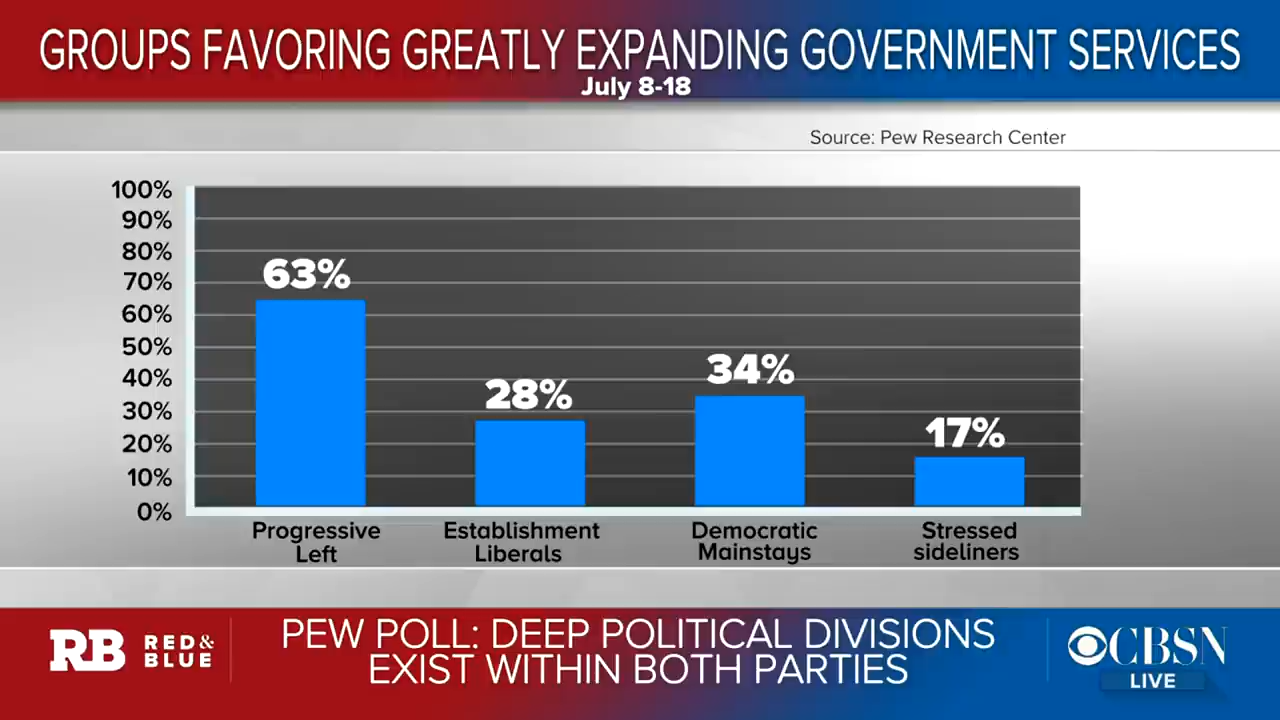 GROUPS FAVORING GREATLY EXPANDING GOVERNMENT SERVICES
July 8-18
Source: Pew Research Center
100%
90%
80%
70%
60%
50%
40%
30%
20%
10%
0%
63%
28%
34%
17%
Progressive
Left
Establishment
Liberals
Democratic
Mainstays
Stressed
sideliners
RB RED&
BLUE
PEW POLL: DEEP POLITICAL DIVISIONS
EXIST WITHIN BOTH PARTIES
CBSN
LIVE